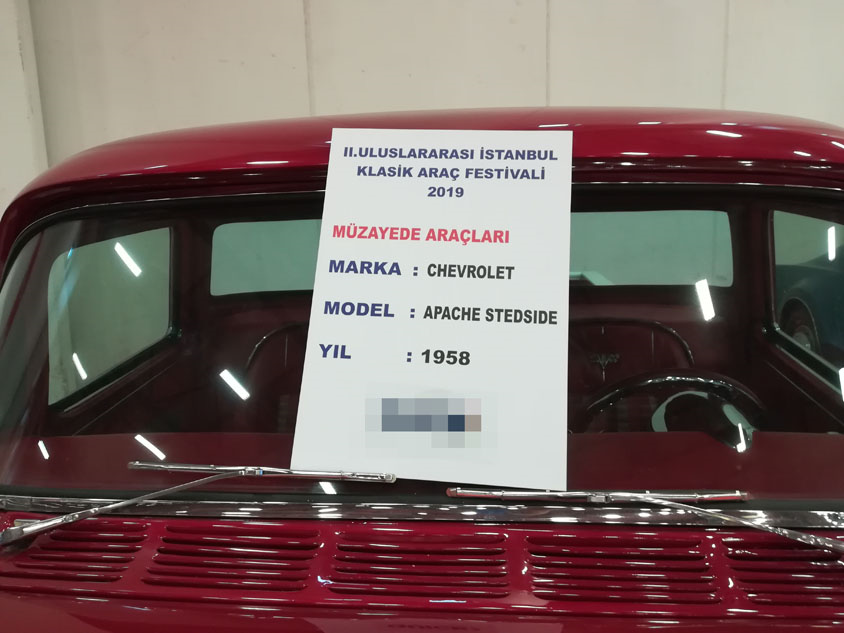 II.ULUSLARARASI İSTANBUL
KLASİK ARAÇ FESTİVALİ
2019
MÜZAYEDE ARAÇLARI
MARKA : CHEVROLET
MODEL : APACHE STEDSIDE
YIL : 1958